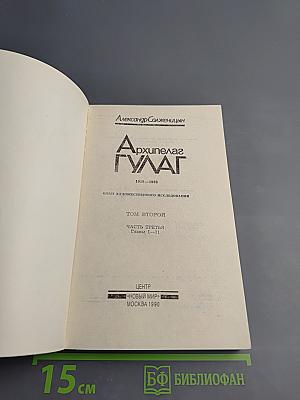 Александр Солженицын
Архипелаг
ГУЛАГ
1918—1956
ОПЫТ ХУДОЖЕСТВЕННОГО ИССЛЕДОВАНИЯ
ТОМ ВТОРОЙ
ЧАСТЬ ТРЕТЬЯ
Главы 1—11
ЦЕНТР
«НОВЫЙ МИР»
МОСКВА 1990
15 см
БФ БИБЛИОФАН